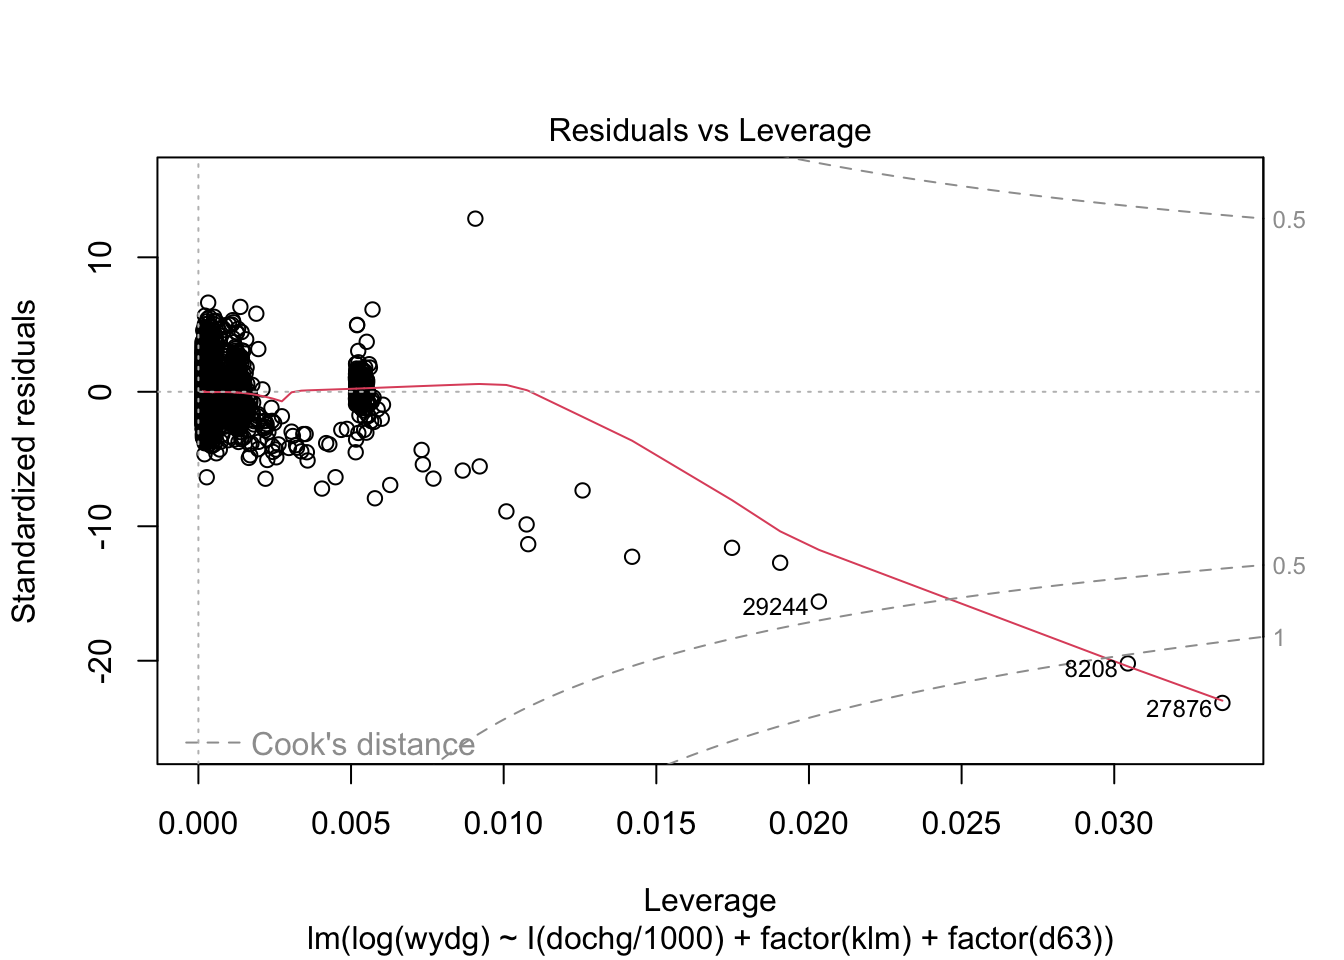 Residuals vs Leverage
Standardized residuals
10
0
-10
-20
0.5
0.5
1
29244
8208
27876
Cook's distance
0.000 0.005 0.010 0.015 0.020 0.025 0.030
Leverage
lm(log(wydg) ~ I(dochg/1000) + factor(klm) + factor(d63))